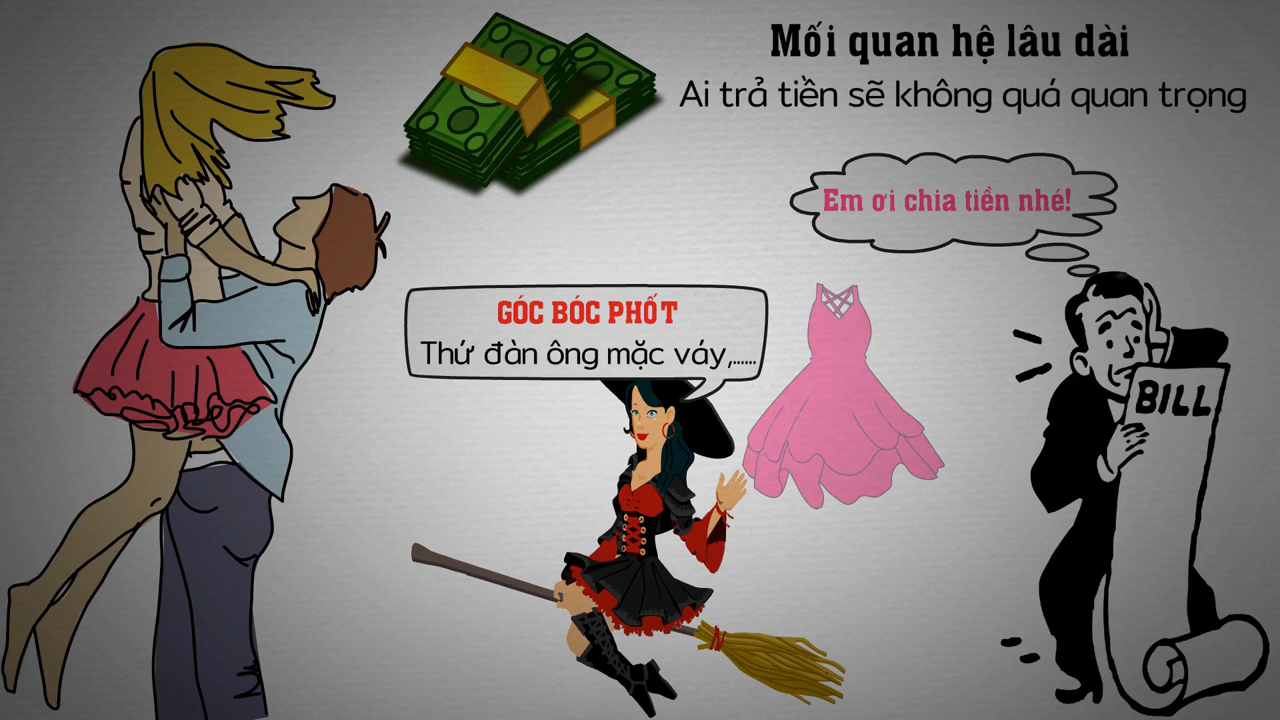 Mối quan hệ lâu dài
Ai trả tiền sẽ không quá quan trọng
Em ơi chia tiền nhé!
GÓC BÓC PHỐT
Thứ đàn ông mặc váy,......
BILL